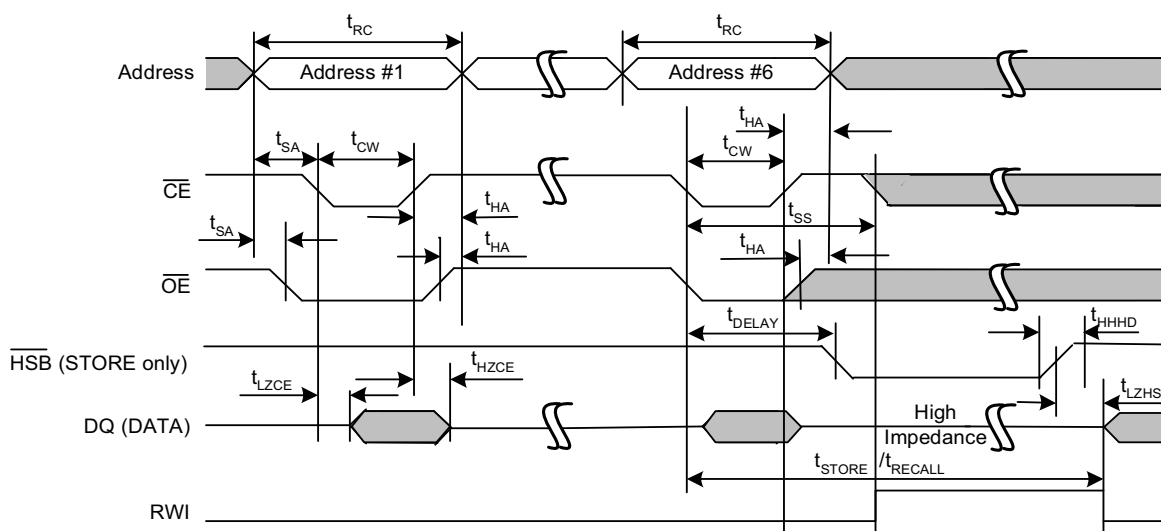 tRC
tRC
Address
Address #1
Address #6
tHA
tSA
tCW
tCW
CE
tHA
tSS
tSA
tHA
tHA
OE
tDELAY
tHHHD
HSB (STORE only)
tHZCE
tLZCE
tLZHS
High
Impedance
DQ (DATA)
tSTORE /tRECALL
RWI